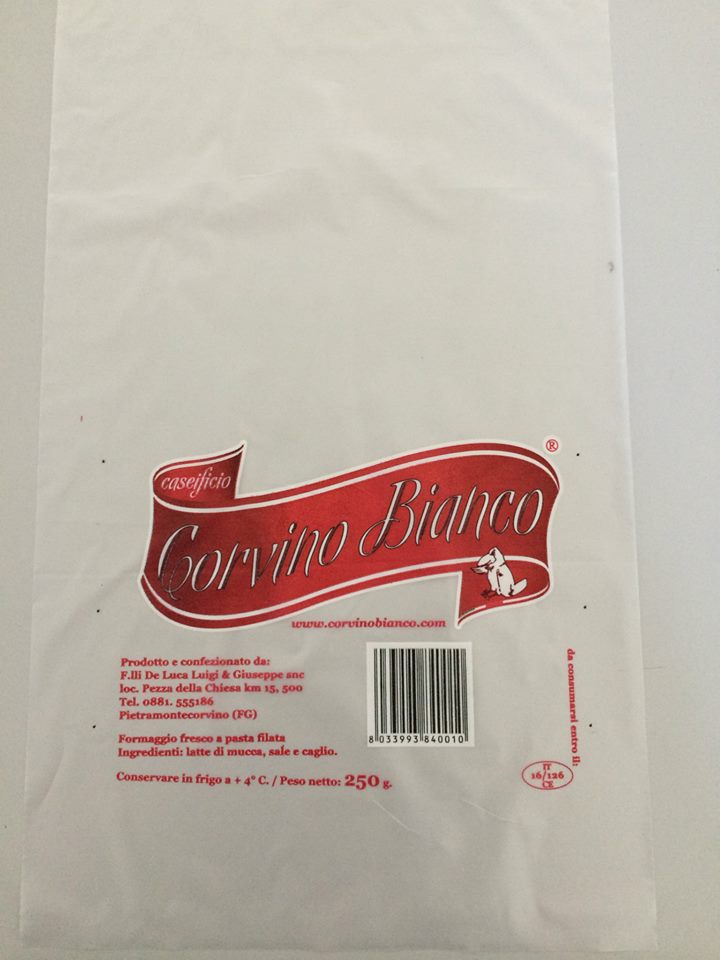 ®
caseificio
Corvino Bianco
www.corvinobianco.com
Prodotto e confezionato da:
F.lli De Luca Luigi & Giuseppe snc
loc. Pezza della Chiesa km 15, 500
Tel. 0881. 555186
Pietramontecorvino (FG)
Formaggio fresco a pasta filata
Ingredienti: latte di mucca, sale e caglio.
Conservare in frigo a + 4° C. / Peso netto: 250 g.
8 033993 840010
da consumarsi entro il:
IT
16/126
CE